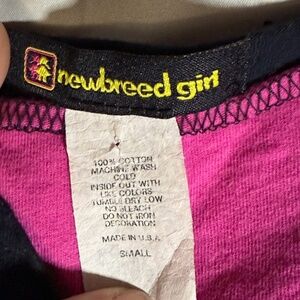 newbreed girl
100% COTTON
MACHINE WASH
COLD
INSIDE OUT WITH
LIKE COLORS
TUMBLE DRY LOW
NO BLEACH
DO NOT IRON
DECORATION
MADE IN U.S.A.
SMALL